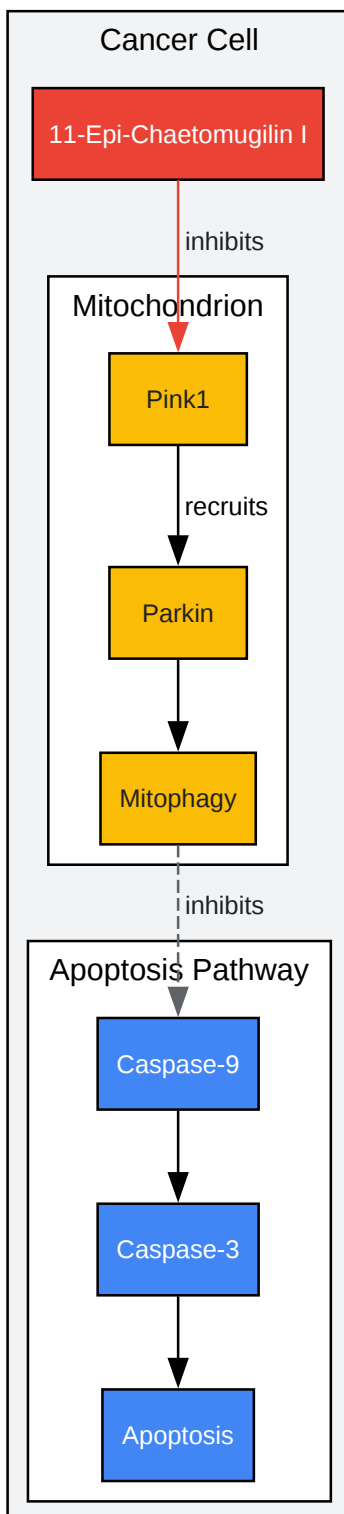 Cancer Cell
11-Epi-Chaetomugilin I
inhibits
Mitochondrion
Pink1
recruits
Parkin
Mitophagy
inhibits
Apoptosis Pathway
Caspase-9
Caspase-3
Apoptosis